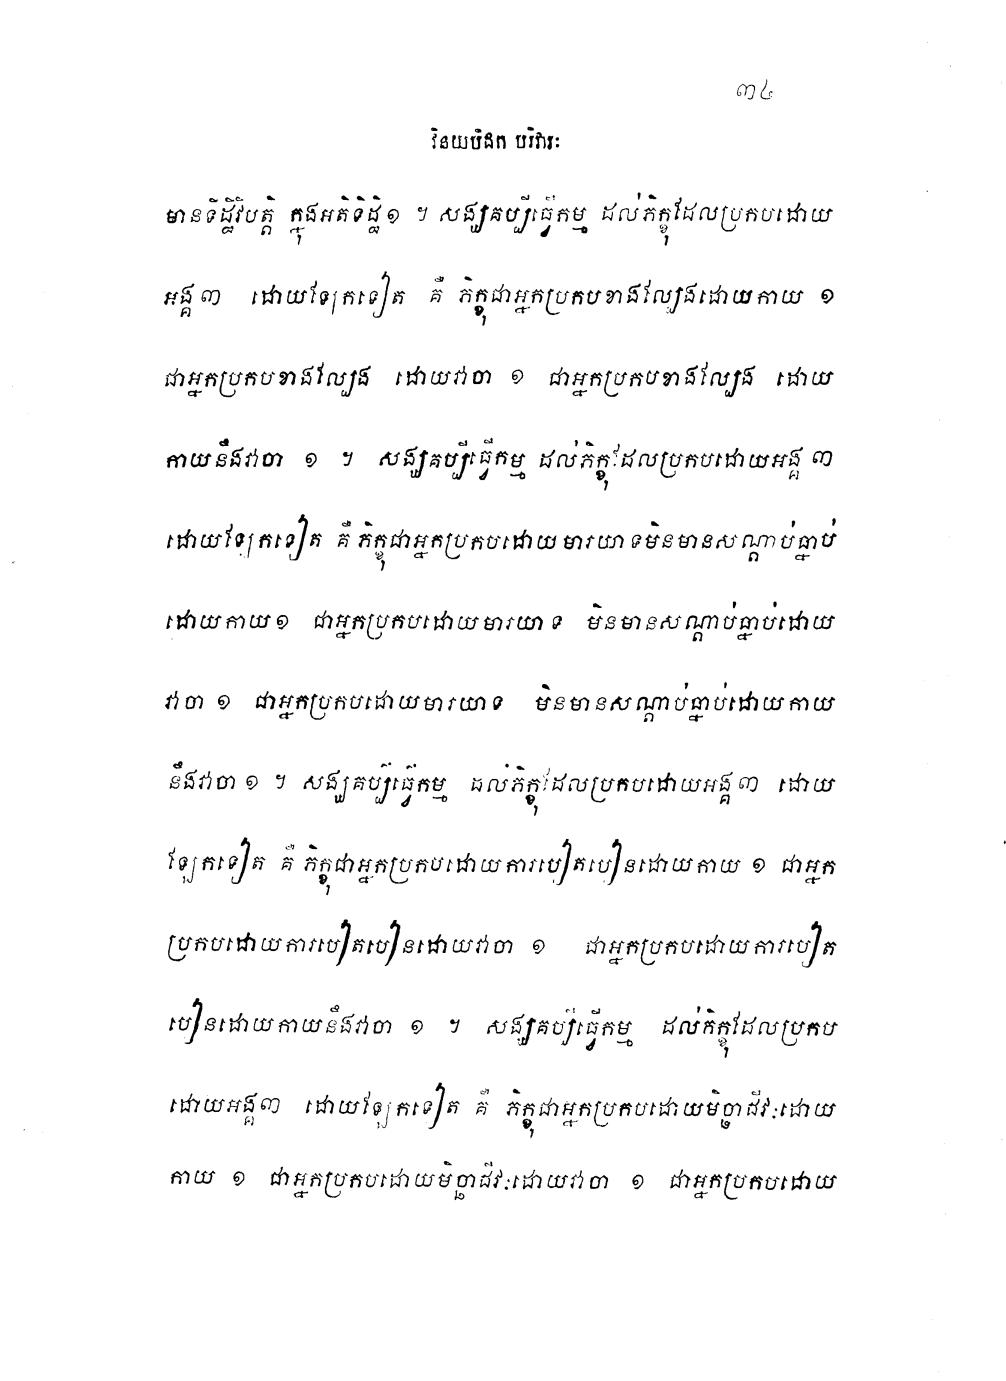 ៣៤
វិនយបិដក បរិវារៈ
មានទិដ្ឋិវិបត្តិ ក្នុងអតិទិដ្ឋិ ១ ។ សង្ឃគប្បីធ្វើកម្ម ដល់ភិក្ខុដែលប្រកបដោយ
អង្គ ៣ ដោយឡែកទៀត គឺ ភិក្ខុជាអ្នកប្រកបខាងល្បែងដោយកាយ ១
ជាអ្នកប្រកបខាងល្បែង ដោយវាចា ១ ជាអ្នកប្រកបខាងល្បែង ដោយ
កាយនឹងវាចា ១ ។ សង្ឃគប្បីធ្វើកម្ម ដល់ភិក្ខុដែលប្រកបដោយអង្គ ៣
ដោយឡែកទៀត គឺ ភិក្ខុជាអ្នកប្រកបដោយមារយាទមិនមានសណ្តាប់ធ្នាប់
ដោយកាយ ១ ជាអ្នកប្រកបដោយមារយាទ មិនមានសណ្តាប់ធ្នាប់ដោយ
វាចា ១ ជាអ្នកប្រកបដោយមារយាទ មិនមានសណ្តាប់ធ្នាប់ដោយកាយ
នឹងវាចា ១ ។ សង្ឃគប្បីធ្វើកម្ម ដល់ភិក្ខុដែលប្រកបដោយអង្គ ៣ ដោយ
ឡែកទៀត គឺ ភិក្ខុជាអ្នកប្រកបដោយការបៀតបៀនដោយកាយ ១ ជាអ្នក
ប្រកបដោយការបៀតបៀនដោយវាចា ១ ជាអ្នកប្រកបដោយការបៀត
បៀនដោយកាយនឹងវាចា ១ ។ សង្ឃគប្បីធ្វើកម្ម ដល់ភិក្ខុដែលប្រកប
ដោយអង្គ ៣ ដោយឡែកទៀត គឺ ភិក្ខុជាអ្នកប្រកបដោយមិច្ឆាជីវៈដោយ
កាយ ១ ជាអ្នកប្រកបដោយមិច្ឆាជីវៈដោយវាចា ១ ជាអ្នកប្រកបដោយ